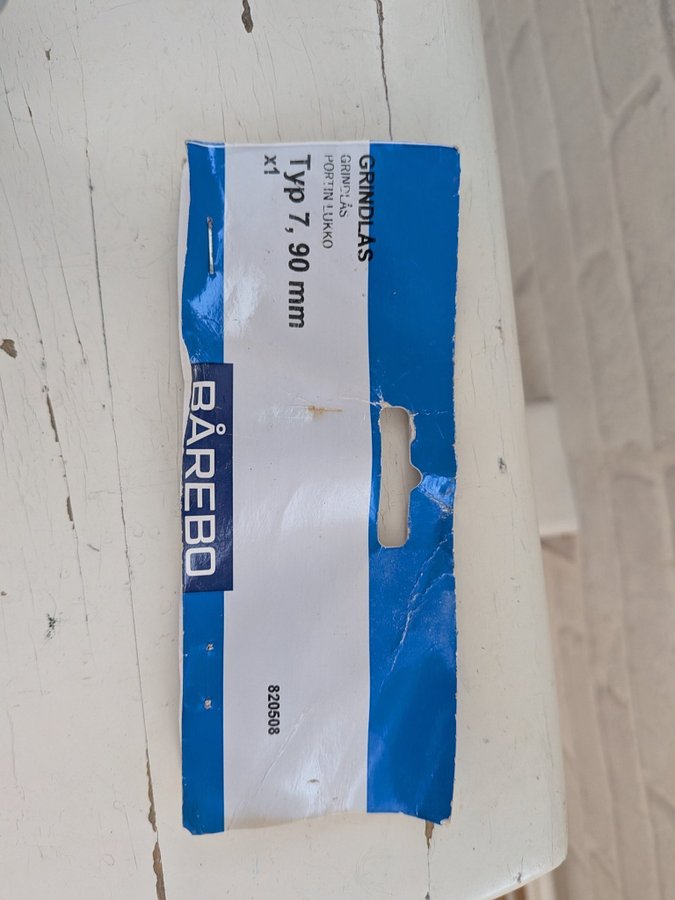 GRINDLÅS
GRINDLÅS
PORTIN LUKKO
Typ 7, 90 mm
x1
820508
BÅREBO